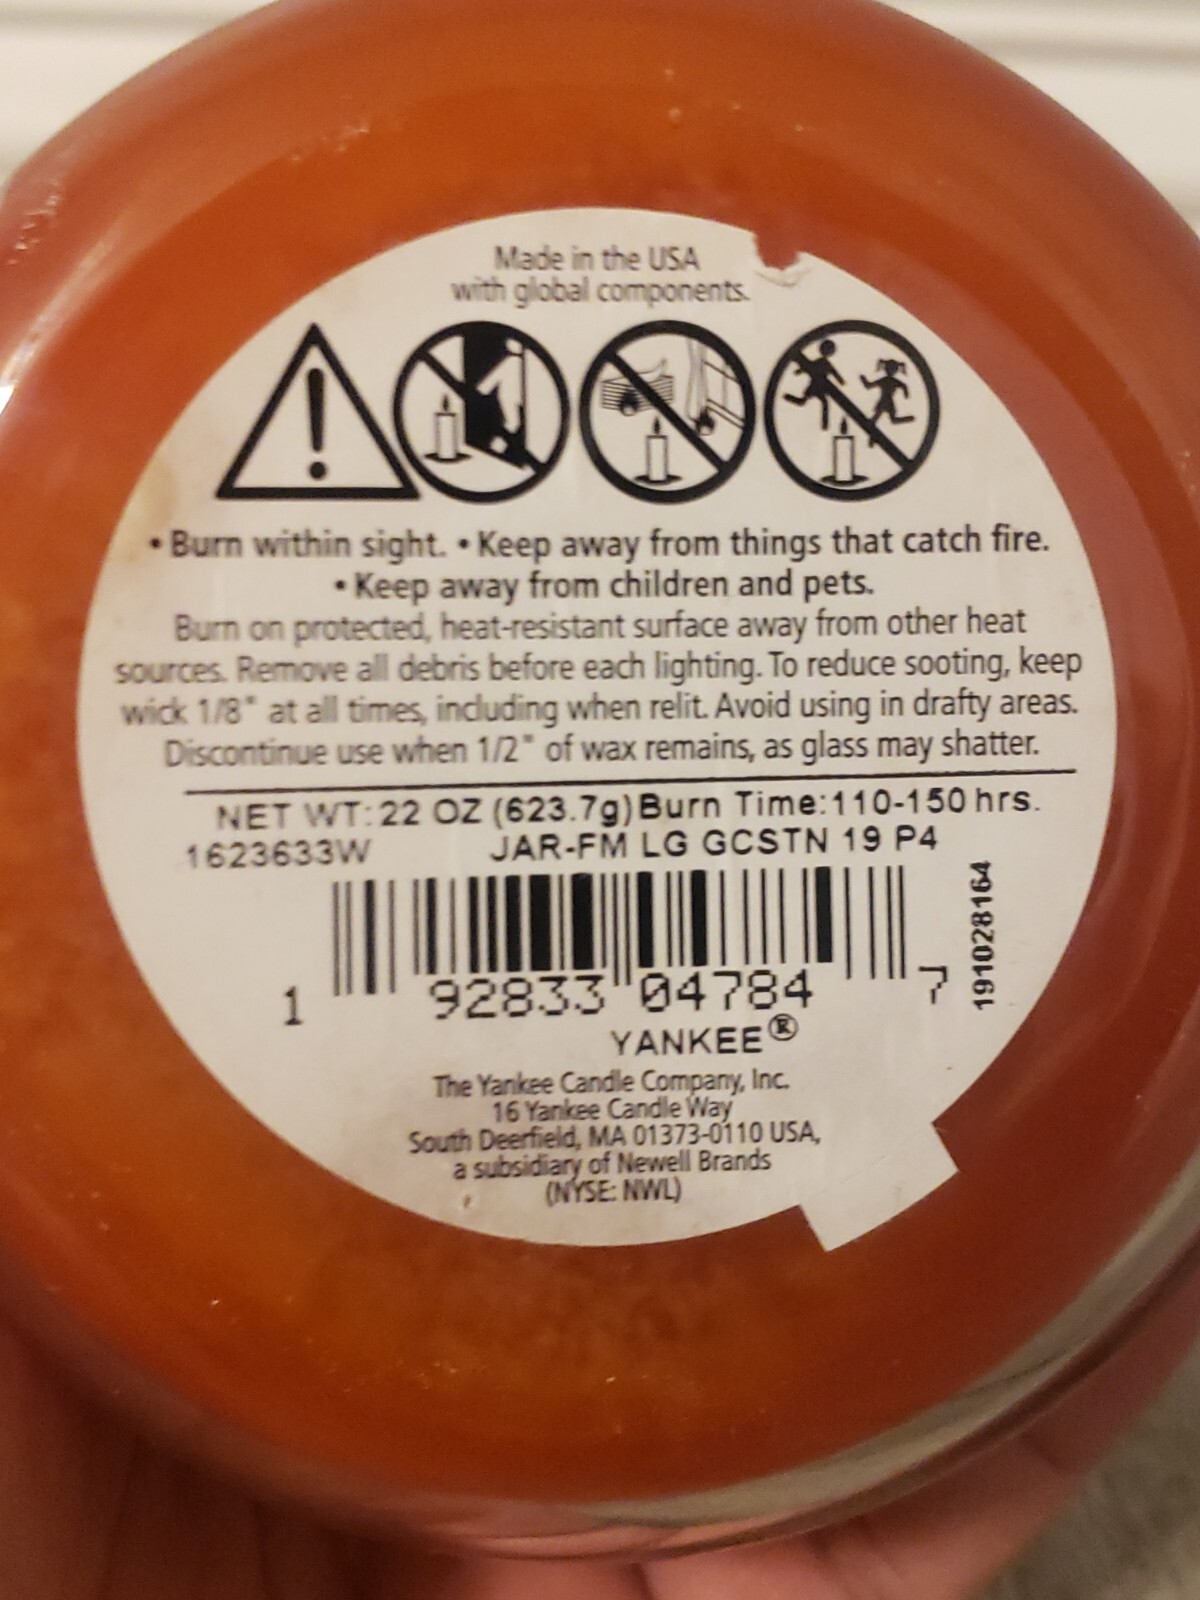 Made in the USA
with global components.
• Burn within sight. • Keep away from things that catch fire.
• Keep away from children and pets.
Burn on protected, heat-resistant surface away from other heat
sources. Remove all debris before each lighting. To reduce sooting, keep
wick 1/8" at all times, including when relit. Avoid using in drafty areas.
Discontinue use when 1/2" of wax remains, as glass may shatter.
NET WT: 22 OZ (623.7g) Burn Time: 110-150 hrs.
1623633W JAR-FM LG GCSTN 19 P4
191028164
1 92833 04784 7
YANKEE®
The Yankee Candle Company, Inc.
16 Yankee Candle Way
South Deerfield, MA 01373-0110 USA,
a subsidiary of Newell Brands
(NYSE: NWL)